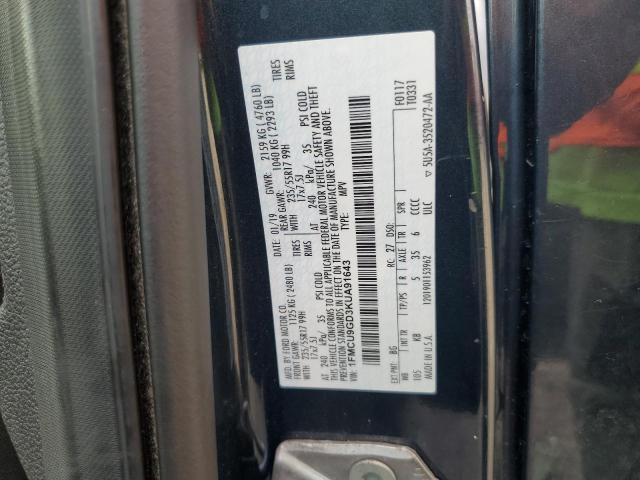 MFD. BY FORD MOTOR CO. DATE: 01/19 GVWR: 2159 KG ( 4760 LB)
FRONT GAWR: 1125 KG ( 2480 LB) REAR GAWR: 1040 KG ( 2293 LB)
235/55R17 99H WITH 235/55R17 99H TIRES
17x7.5J RIMS 17x7.5J RIMS
AT 240 kPa/ 35 PSI COLD AT 240 kPa/ 35 PSI COLD
THIS VEHICLE CONFORMS TO ALL APPLICABLE FEDERAL MOTOR VEHICLE SAFETY AND THEFT
PREVENTION STANDARDS IN EFFECT ON THE DATE OF MANUFACTURE SHOWN ABOVE.
VIN: 1FMCU9GD3KUA91643 TYPE: MPV
F0117
T0331
EXT PNT: BG RC: 27 DSO:
WB INT TR TP/PS R AXLE TR SPR
105 KB 5 35 6 CCCC
ULC
MADE IN U.S.A. 1201900153962 5U5A-3520472-AA